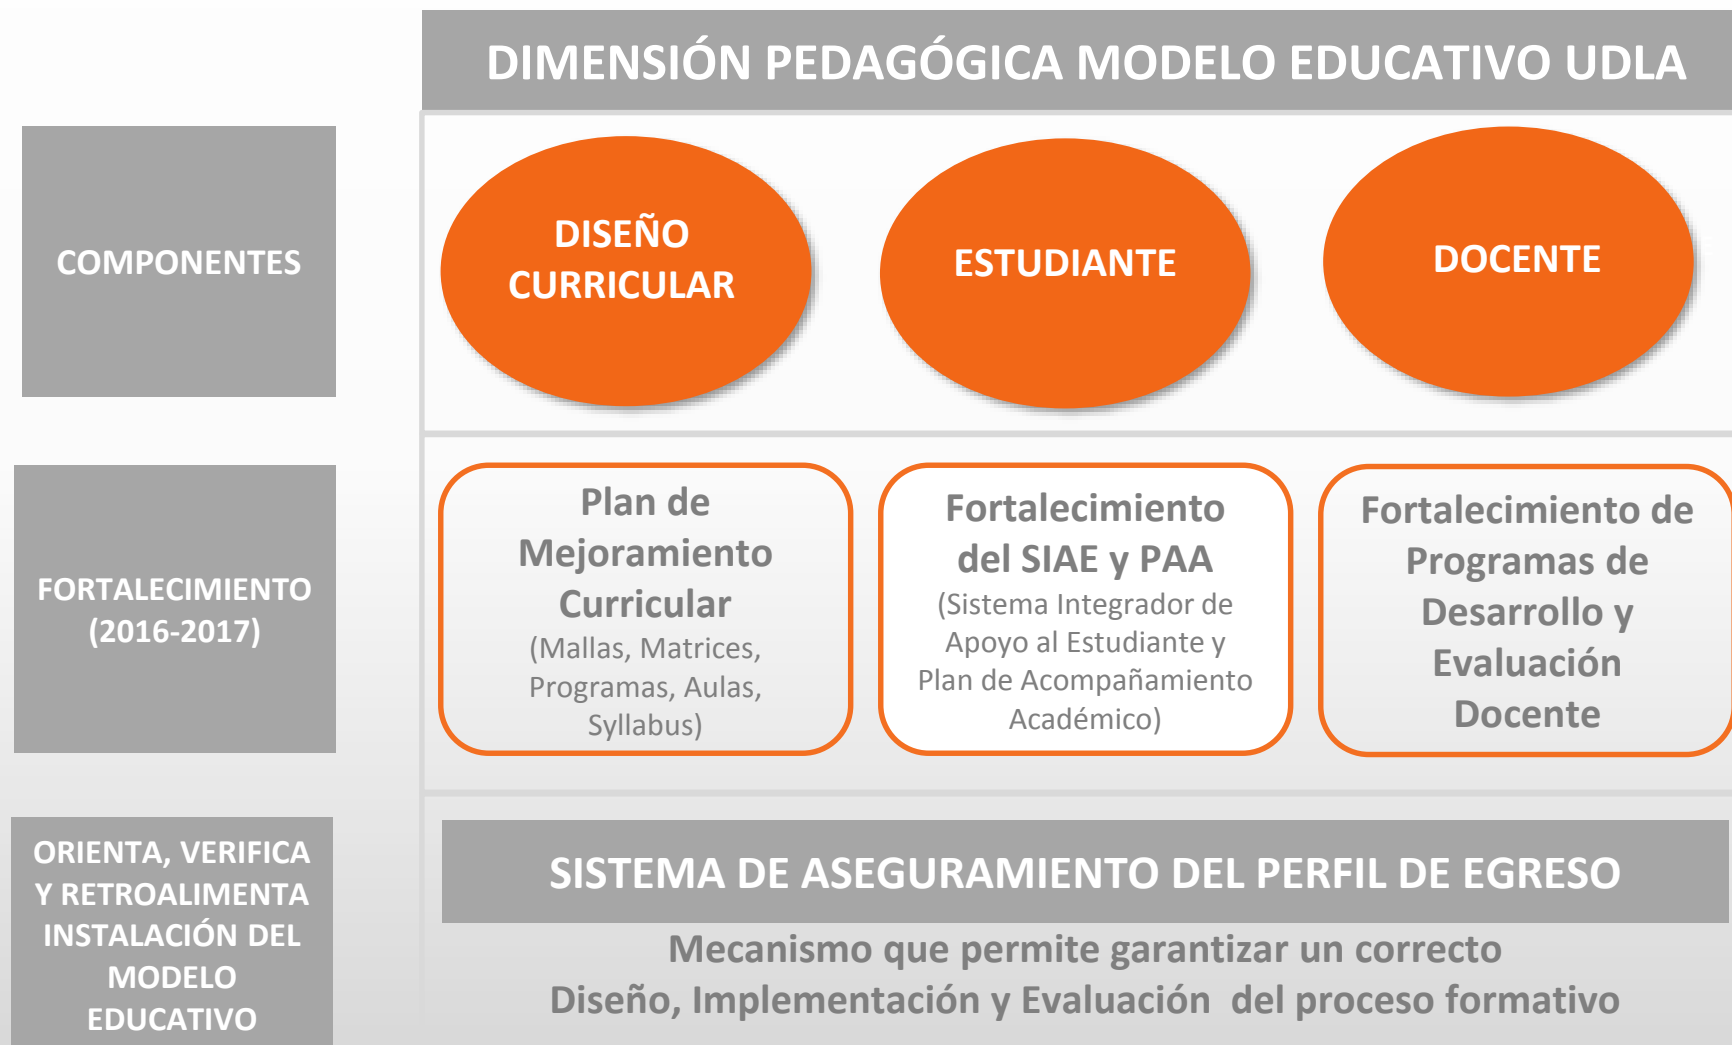 DIMENSIÓN PEDAGÓGICA MODELO EDUCATIVO UDLA
COMPONENTES
DISEÑO
CURRICULAR
ESTUDIANTE
DOCENTE
FORTALECIMIENTO
(2016-2017)
Plan de
Mejoramiento
Curricular
(Mallas, Matrices,
Programas, Aulas,
Syllabus)
Fortalecimiento
del SIAE y PAA
(Sistema Integrador de
Apoyo al Estudiante y
Plan de Acompañamiento
Académico)
Fortalecimiento de
Programas de
Desarrollo y
Evaluación
Docente
ORIENTA, VERIFICA
Y RETROALIMENTA
INSTALACIÓN DEL
MODELO
EDUCATIVO
SISTEMA DE ASEGURAMIENTO DEL PERFIL DE EGRESO
Mecanismo que permite garantizar un correcto
Diseño, Implementación y Evaluación del proceso formativo